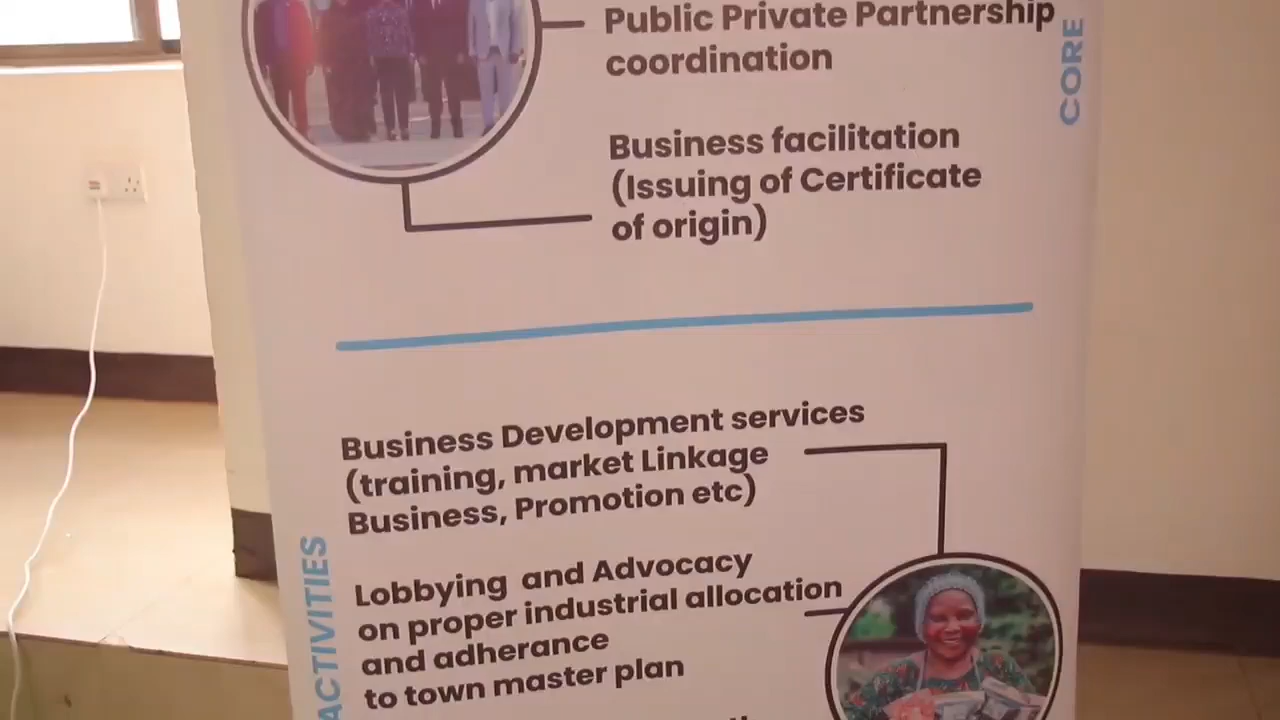 Public Private Partnership
coordination
CORE
Business facilitation
(Issuing of Certificate
of origin)
Business Development services
(training, market Linkage
Business, Promotion etc)
ACTIVITIES
Lobbying and Advocacy
on proper industrial allocation
and adherance
to town master plan